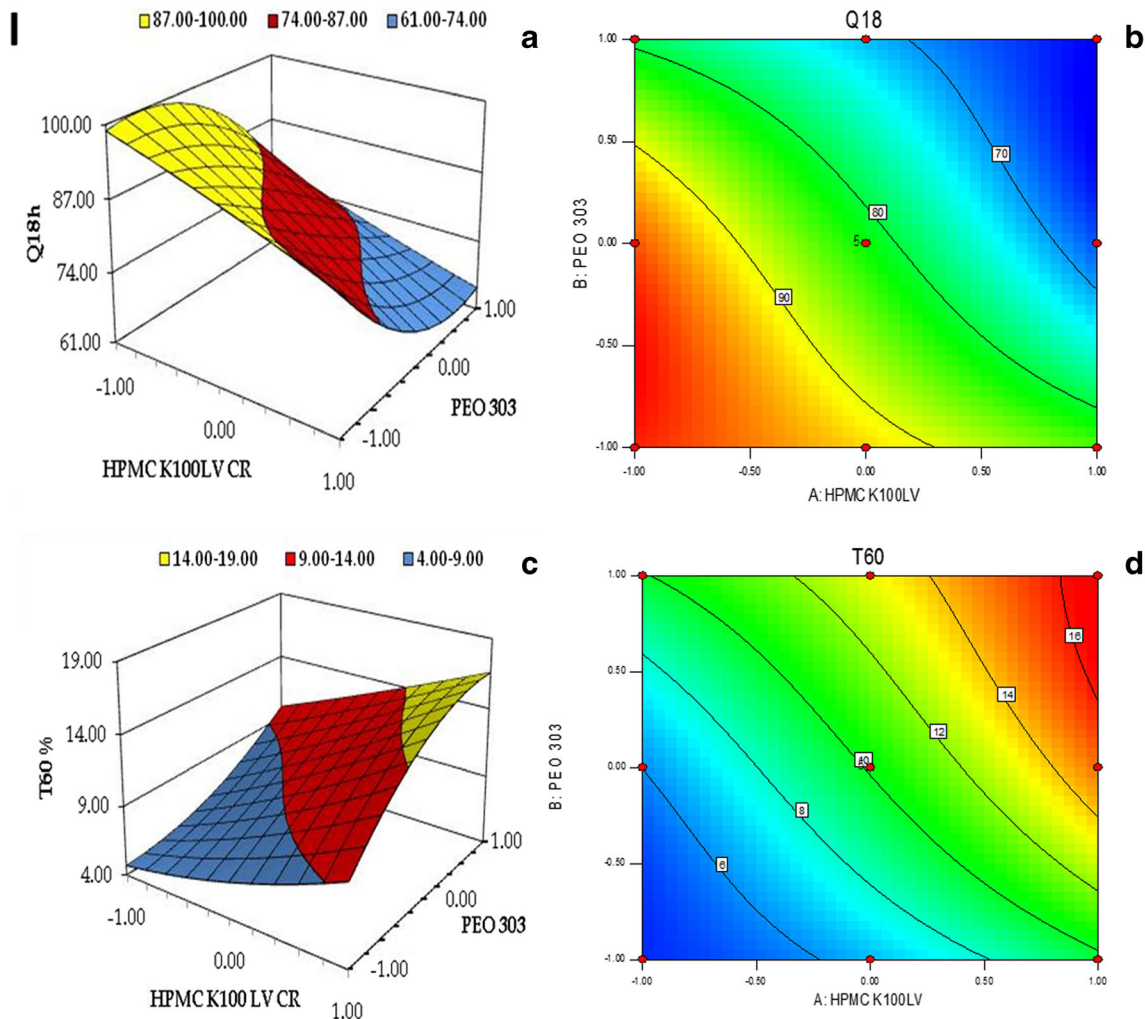 I
87.00-100.00 74.00-87.00 61.00-74.00
a
100.00
87.00
74.00
61.00
Q18h
-1.00
0.00
1.00
HPMC K100LV CR
-1.00
0.00
1.00
PEO 303
Q18
b
1.00
0.50
0.00
-0.50
-1.00
B: PEO 303
70
80
5
90
-1.00 -0.50 0.00 0.50 1.00
A: HPMC K100LV
14.00-19.00 9.00-14.00 4.00-9.00
c
19.00
14.00
9.00
4.00
T60 %
-1.00
0.00
1.00
HPMC K100 LV CR
-1.00
0.00
1.00
PEO 303
T60
d
1.00
0.50
0.00
-0.50
-1.00
B: PEO 303
16
14
12
8
6
-1.00 -0.50 0.00 0.50 1.00
A: HPMC K100LV